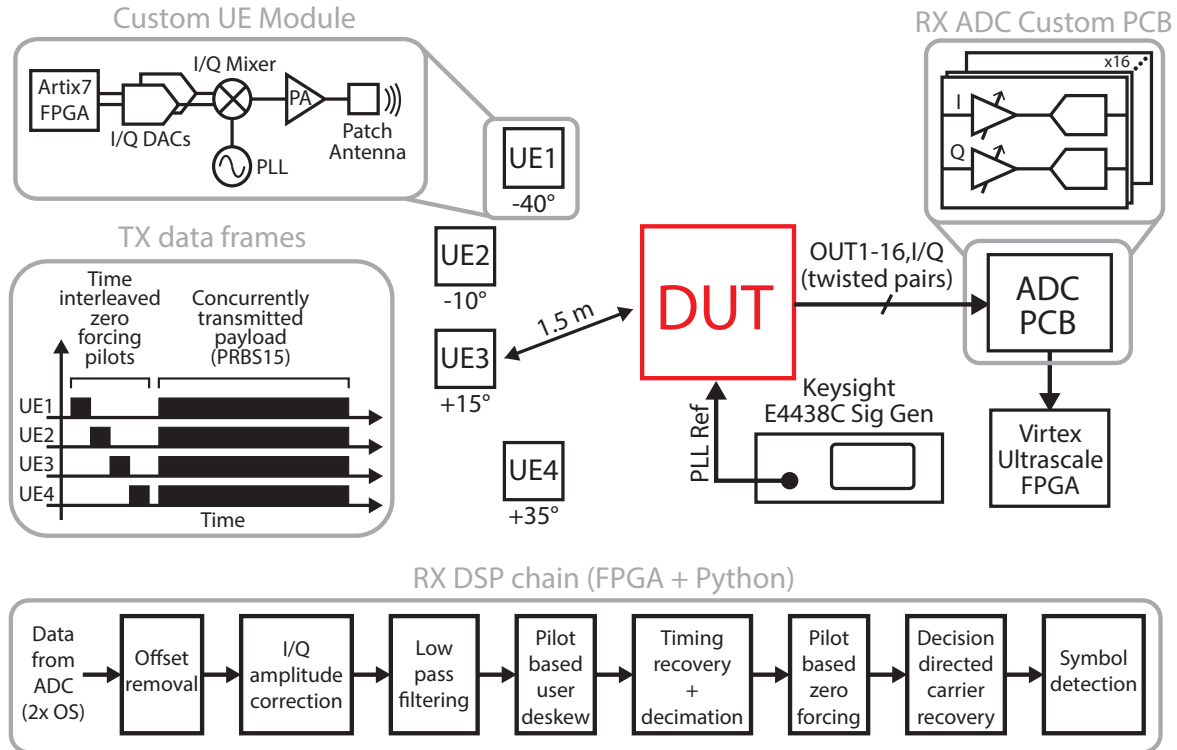 Custom UE Module
Artix7
FPGA
I/Q DACs
I/Q Mixer
PLL
PA
Patch
Antenna
UE1
-40°
UE2
-10°
UE3
+15°
UE4
+35°
1.5 m
TX data frames
Time
interleaved
zero
forcing
pilots
Concurrently
transmitted
payload
(PRBS15)
UE1
UE2
UE3
UE4
Time
DUT
PLL Ref
Keysight
E4438C Sig Gen
OUT1-16,I/Q
(twisted pairs)
RX ADC Custom PCB
x16
I
Q
ADC
PCB
Virtex
Ultrascale
FPGA
RX DSP chain (FPGA + Python)
Data
from
ADC
(2x OS)
Offset
removal
I/Q
amplitude
correction
Low
pass
filtering
Pilot
based
user
deskew
Timing
recovery
+
decimation
Pilot
based
zero
forcing
Decision
directed
carrier
recovery
Symbol
detection